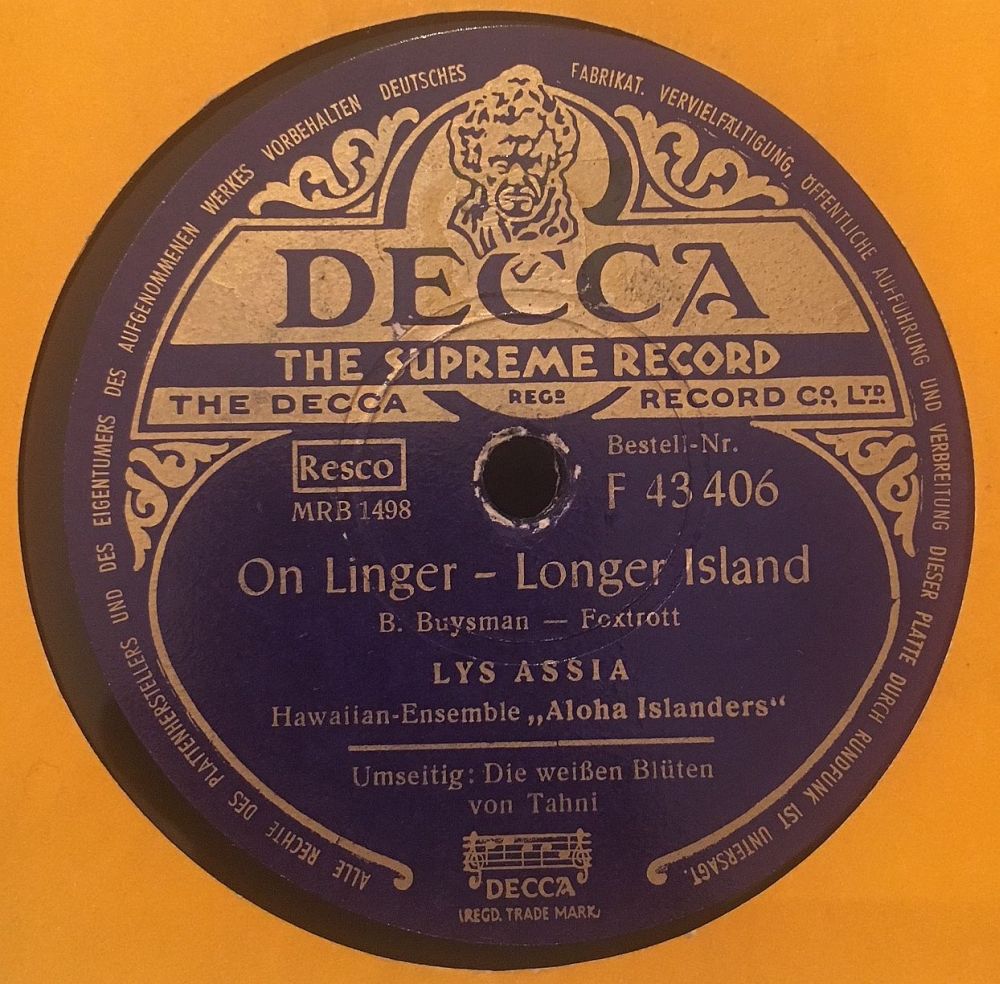 ALLE RECHTE DES PLATTENHERSTELLERS UND DES EIGENTUMERS DES AUFGENOMMENEN WERKES VORBEHALTEN DEUTSCHES FABRIKAT. VERVIELFÄLTIGUNG, ÖFFENTLICHE AUFFÜHRUNG UND VERBREITUNG DIESER PLATTE DURCH RUNDFUNK IST UNTERSAGT.
DECCA
THE SUPREME RECORD
THE DECCA REGD RECORD CO., LTD.
Resco
MRB 1498
Bestell-Nr.
F 43 406
On Linger - Longer Island
B. Buysman — Foxtrott
LYS ASSIA
Hawaiian-Ensemble „Aloha Islanders“
Umseitig: Die weißen Blüten
von Tahni
DECCA
(REGD. TRADE MARK)